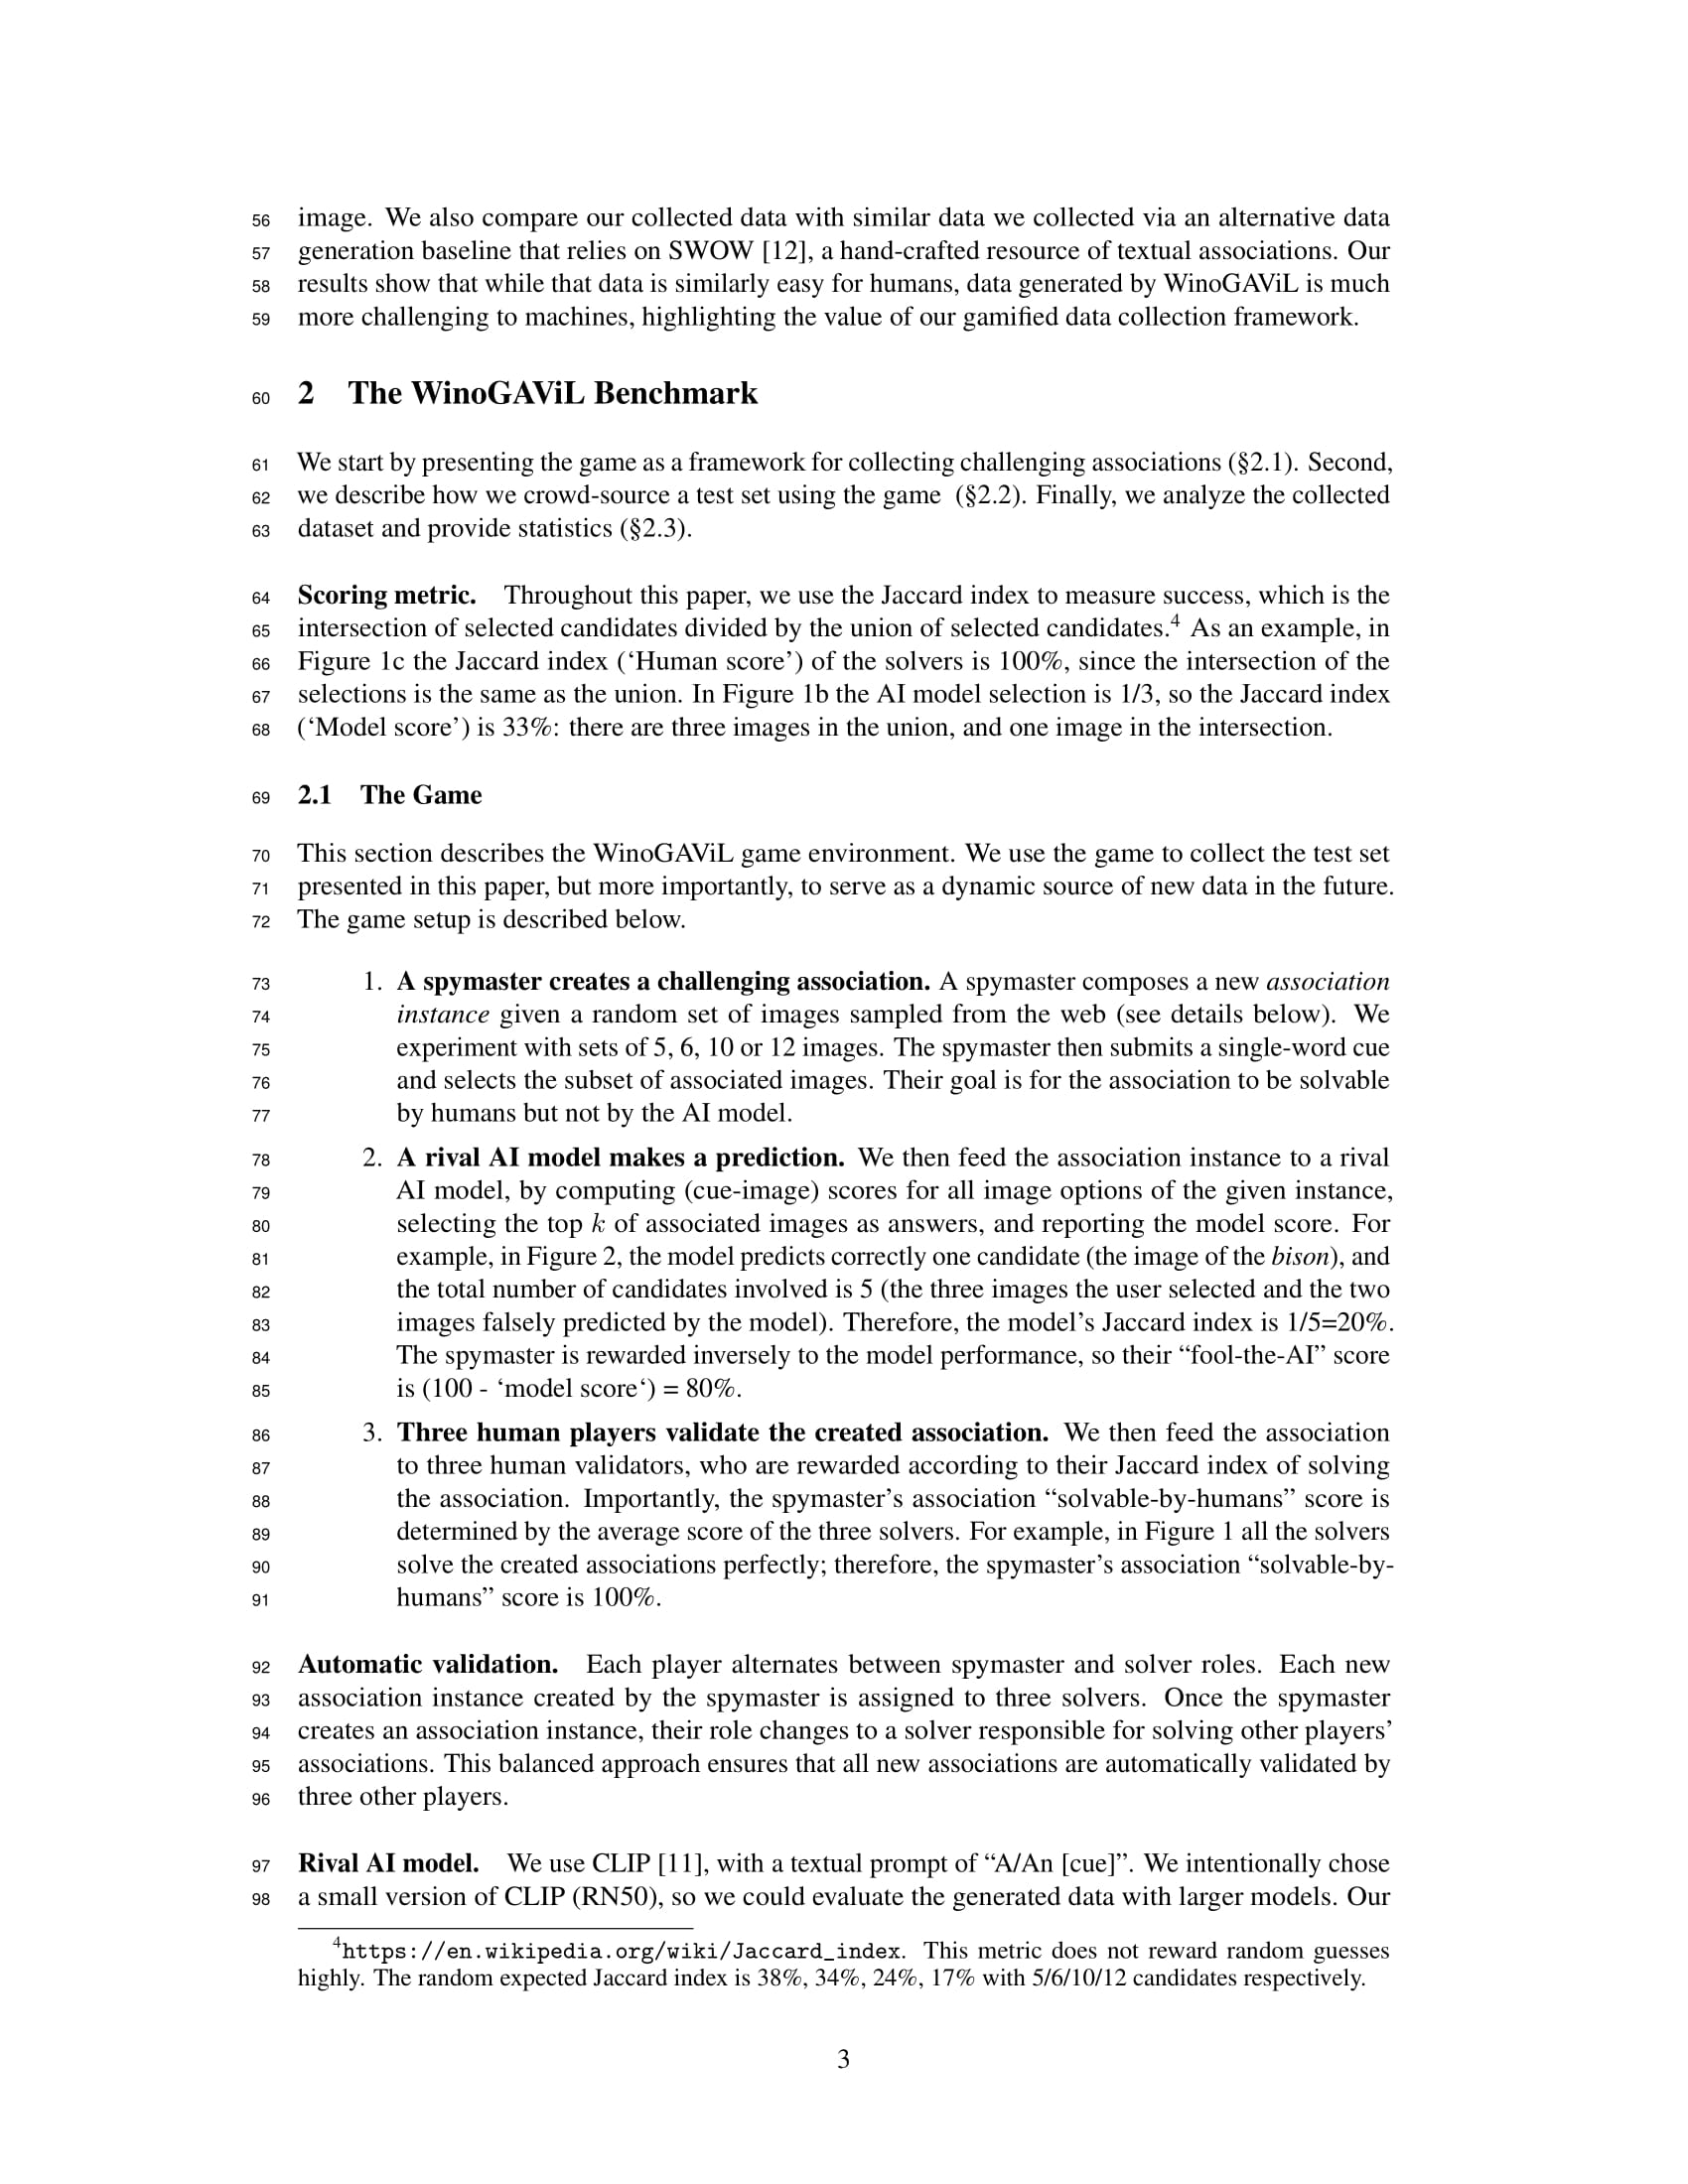 56 image. We also compare our collected data with similar data we collected via an alternative data
57 generation baseline that relies on SWOW [12], a hand-crafted resource of textual associations. Our
58 results show that while that data is similarly easy for humans, data generated by WinoGAViL is much
59 more challenging to machines, highlighting the value of our gamified data collection framework.
60 2 The WinoGAViL Benchmark
61 We start by presenting the game as a framework for collecting challenging associations (§2.1). Second,
62 we describe how we crowd-source a test set using the game (§2.2). Finally, we analyze the collected
63 dataset and provide statistics (§2.3).
64 Scoring metric. Throughout this paper, we use the Jaccard index to measure success, which is the
65 intersection of selected candidates divided by the union of selected candidates.4 As an example, in
66 Figure 1c the Jaccard index (‘Human score’) of the solvers is 100%, since the intersection of the
67 selections is the same as the union. In Figure 1b the AI model selection is 1/3, so the Jaccard index
68 (‘Model score’) is 33%: there are three images in the union, and one image in the intersection.
69 2.1 The Game
70 This section describes the WinoGAViL game environment. We use the game to collect the test set
71 presented in this paper, but more importantly, to serve as a dynamic source of new data in the future.
72 The game setup is described below.
73 1. A spymaster creates a challenging association. A spymaster composes a new association
74 instance given a random set of images sampled from the web (see details below). We
75 experiment with sets of 5, 6, 10 or 12 images. The spymaster then submits a single-word cue
76 and selects the subset of associated images. Their goal is for the association to be solvable
77 by humans but not by the AI model.
78 2. A rival AI model makes a prediction. We then feed the association instance to a rival
79 AI model, by computing (cue-image) scores for all image options of the given instance,
80 selecting the top k of associated images as answers, and reporting the model score. For
81 example, in Figure 2, the model predicts correctly one candidate (the image of the bison), and
82 the total number of candidates involved is 5 (the three images the user selected and the two
83 images falsely predicted by the model). Therefore, the model’s Jaccard index is 1/5=20%.
84 The spymaster is rewarded inversely to the model performance, so their “fool-the-AI” score
85 is (100 - ‘model score‘) = 80%.
86 3. Three human players validate the created association. We then feed the association
87 to three human validators, who are rewarded according to their Jaccard index of solving
88 the association. Importantly, the spymaster’s association “solvable-by-humans” score is
89 determined by the average score of the three solvers. For example, in Figure 1 all the solvers
90 solve the created associations perfectly; therefore, the spymaster’s association “solvable-by-
91 humans” score is 100%.
92 Automatic validation. Each player alternates between spymaster and solver roles. Each new
93 association instance created by the spymaster is assigned to three solvers. Once the spymaster
94 creates an association instance, their role changes to a solver responsible for solving other players’
95 associations. This balanced approach ensures that all new associations are automatically validated by
96 three other players.
97 Rival AI model. We use CLIP [11], with a textual prompt of “A/An [cue]”. We intentionally chose
98 a small version of CLIP (RN50), so we could evaluate the generated data with larger models. Our
4https://en.wikipedia.org/wiki/Jaccard_index. This metric does not reward random guesses
highly. The random expected Jaccard index is 38%, 34%, 24%, 17% with 5/6/10/12 candidates respectively.
3